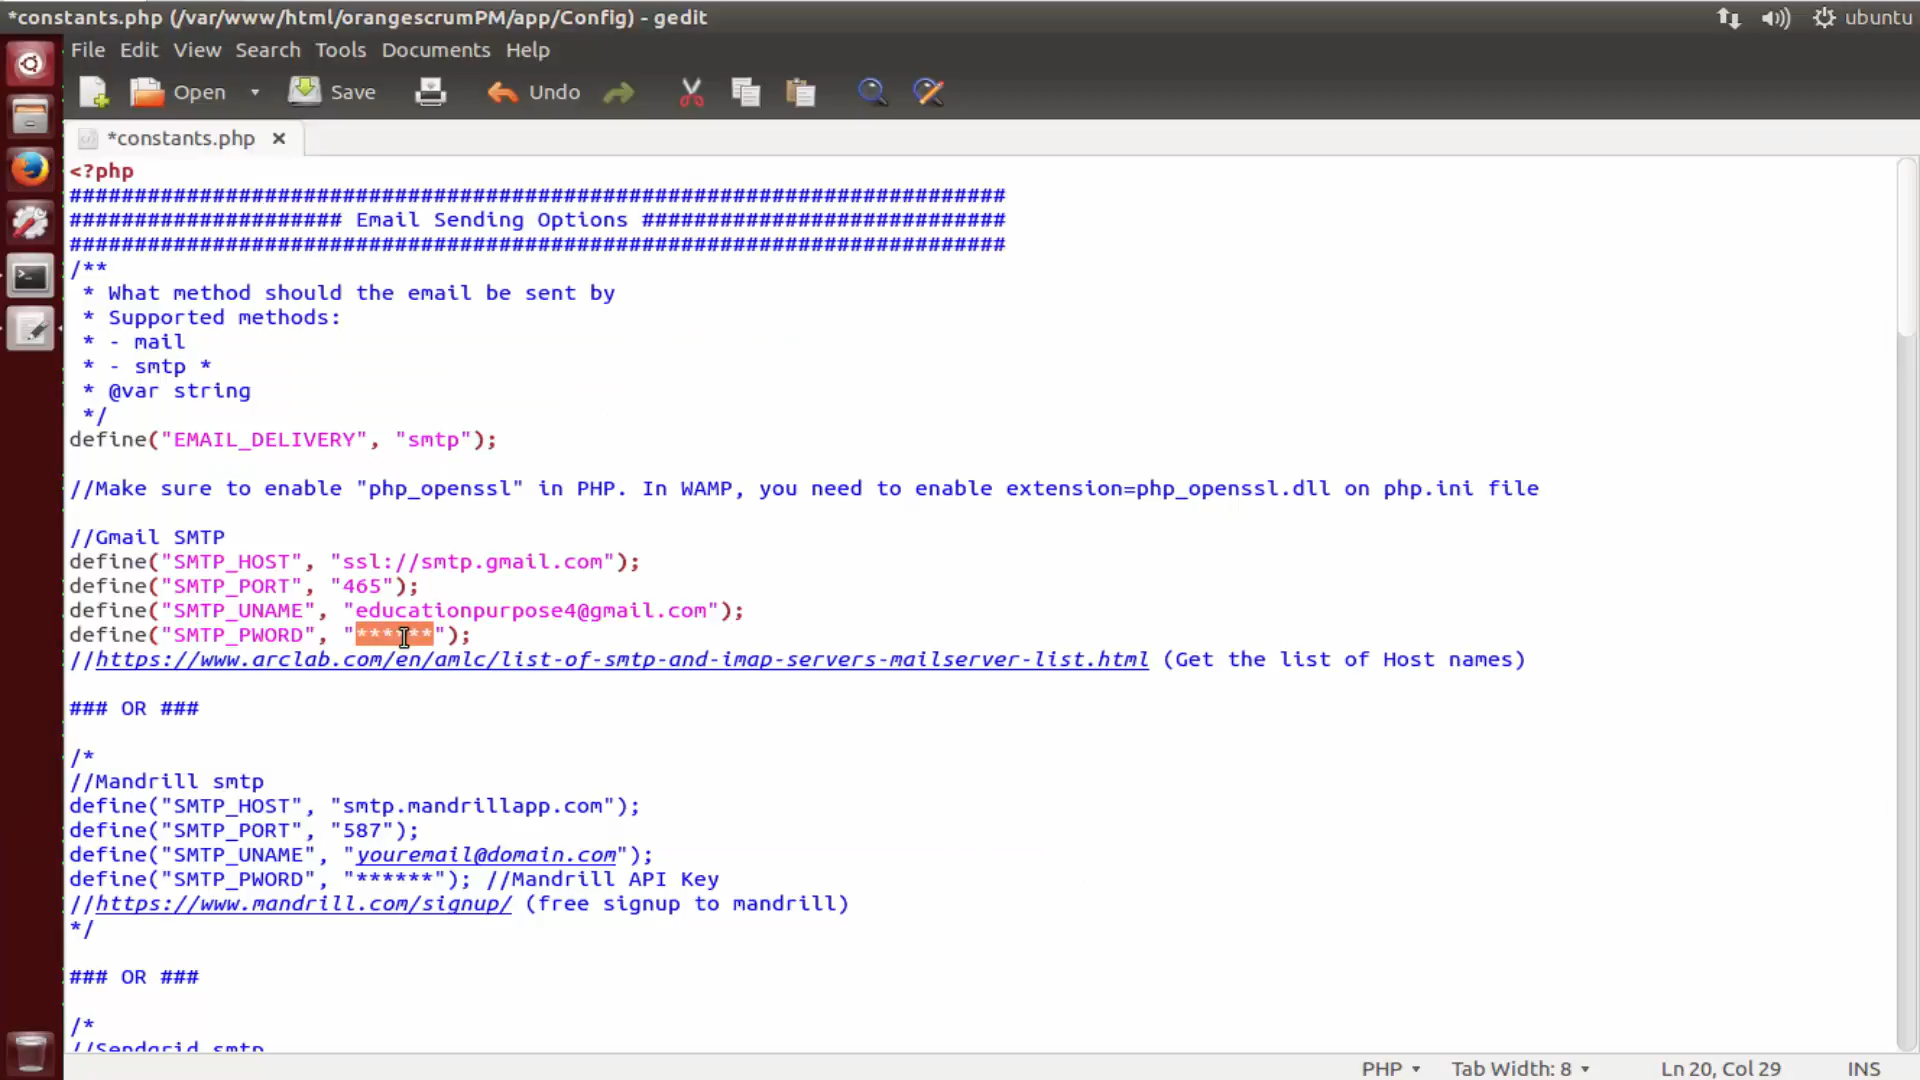 *constants.php (/var/www/html/orangescrumPM/app/Config) - gedit
ubuntu
File Edit View Search Tools Documents Help
Open Save Undo
*constants.php
<?php
########################################################################
##################### Email Sending Options ############################
########################################################################
/**
* What method should the email be sent by
* Supported methods:
* - mail
* - smtp *
* @var string
*/
define("EMAIL_DELIVERY", "smtp");
//Make sure to enable "php_openssl" in PHP. In WAMP, you need to enable extension=php_openssl.dll on php.ini file
//Gmail SMTP
define("SMTP_HOST", "ssl://smtp.gmail.com");
define("SMTP_PORT", "465");
define("SMTP_UNAME", "educationpurpose4@gmail.com");
define("SMTP_PWORD", "******");
//https://www.arclab.com/en/amlc/list-of-smtp-and-imap-servers-mailserver-list.html (Get the list of Host names)
### OR ###
/*
//Mandrill smtp
define("SMTP_HOST", "smtp.mandrillapp.com");
define("SMTP_PORT", "587");
define("SMTP_UNAME", "youremail@domain.com");
define("SMTP_PWORD", "******"); //Mandrill API Key
//https://www.mandrill.com/signup/ (free signup to mandrill)
*/
### OR ###
/*
//Sendgrid smtp
PHP Tab Width: 8 Ln 20, Col 29 INS